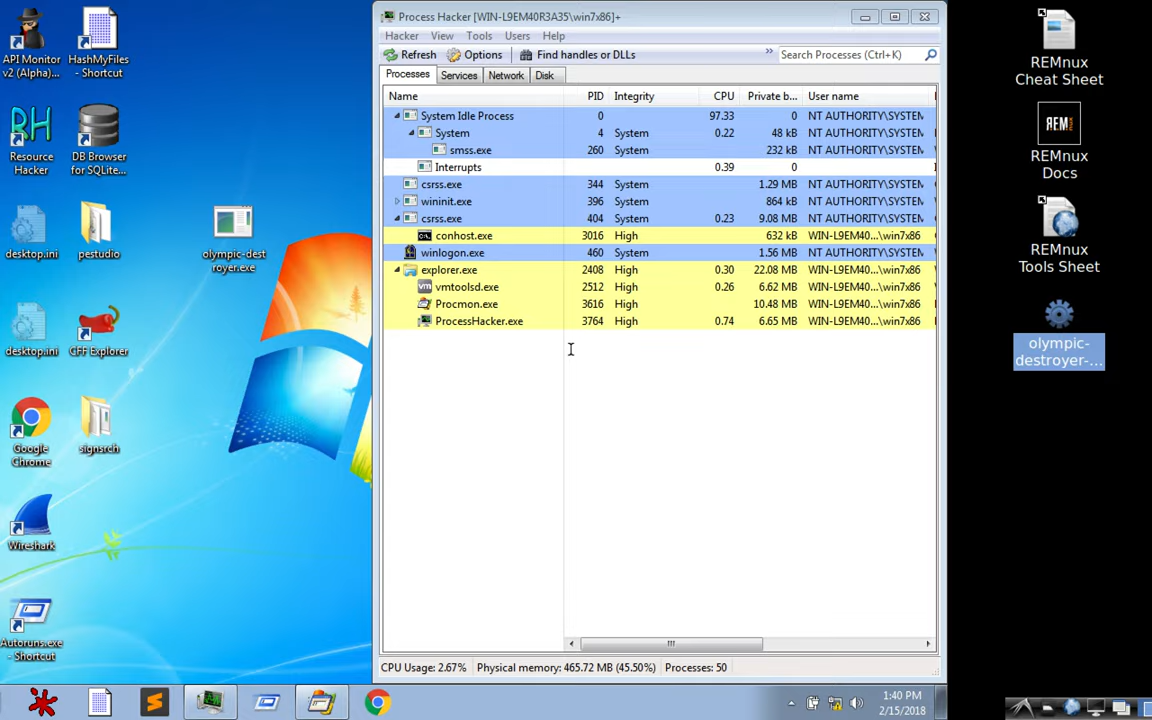 API Monitor
v2 (Alpha)...
HashMyFiles
- Shortcut
Resource
Hacker
DB Browser
for SQLite...
desktop.ini
pestudio
olympic-dest
royer.exe
desktop.ini
CFF Explorer
Google
Chrome
signsrch
Wireshark
Autoruns.exe
- Shortcut
Process Hacker [WIN-L9EM40R3A35\win7x86]+
Hacker View Tools Users Help
Refresh Options Find handles or DLLs » Search Processes (Ctrl+K)
Processes Services Network Disk
Name PID Integrity CPU Private b... User name
System Idle Process 0 97.33 0 NT AUTHORITY\SYSTEM
System 4 System 0.22 48 kB NT AUTHORITY\SYSTEM
smss.exe 260 System 232 kB NT AUTHORITY\SYSTEM
Interrupts 0.39 0
csrss.exe 344 System 1.29 MB NT AUTHORITY\SYSTEM
wininit.exe 396 System 864 kB NT AUTHORITY\SYSTEM
csrss.exe 404 System 0.23 9.08 MB NT AUTHORITY\SYSTEM
conhost.exe 3016 High 632 kB WIN-L9EM40...\win7x86
winlogon.exe 460 System 1.56 MB NT AUTHORITY\SYSTEM
explorer.exe 2408 High 0.30 22.08 MB WIN-L9EM40...\win7x86
vmtoolsd.exe 2512 High 0.26 6.62 MB WIN-L9EM40...\win7x86
Procmon.exe 3616 High 10.48 MB WIN-L9EM40...\win7x86
ProcessHacker.exe 3764 High 0.74 6.65 MB WIN-L9EM40...\win7x86
CPU Usage: 2.67% Physical memory: 465.72 MB (45.50%) Processes: 50
1:40 PM
2/15/2018
REMnux
Cheat Sheet
REM
nux
REMnux
Docs
REMnux
Tools Sheet
olympic-
destroyer-...